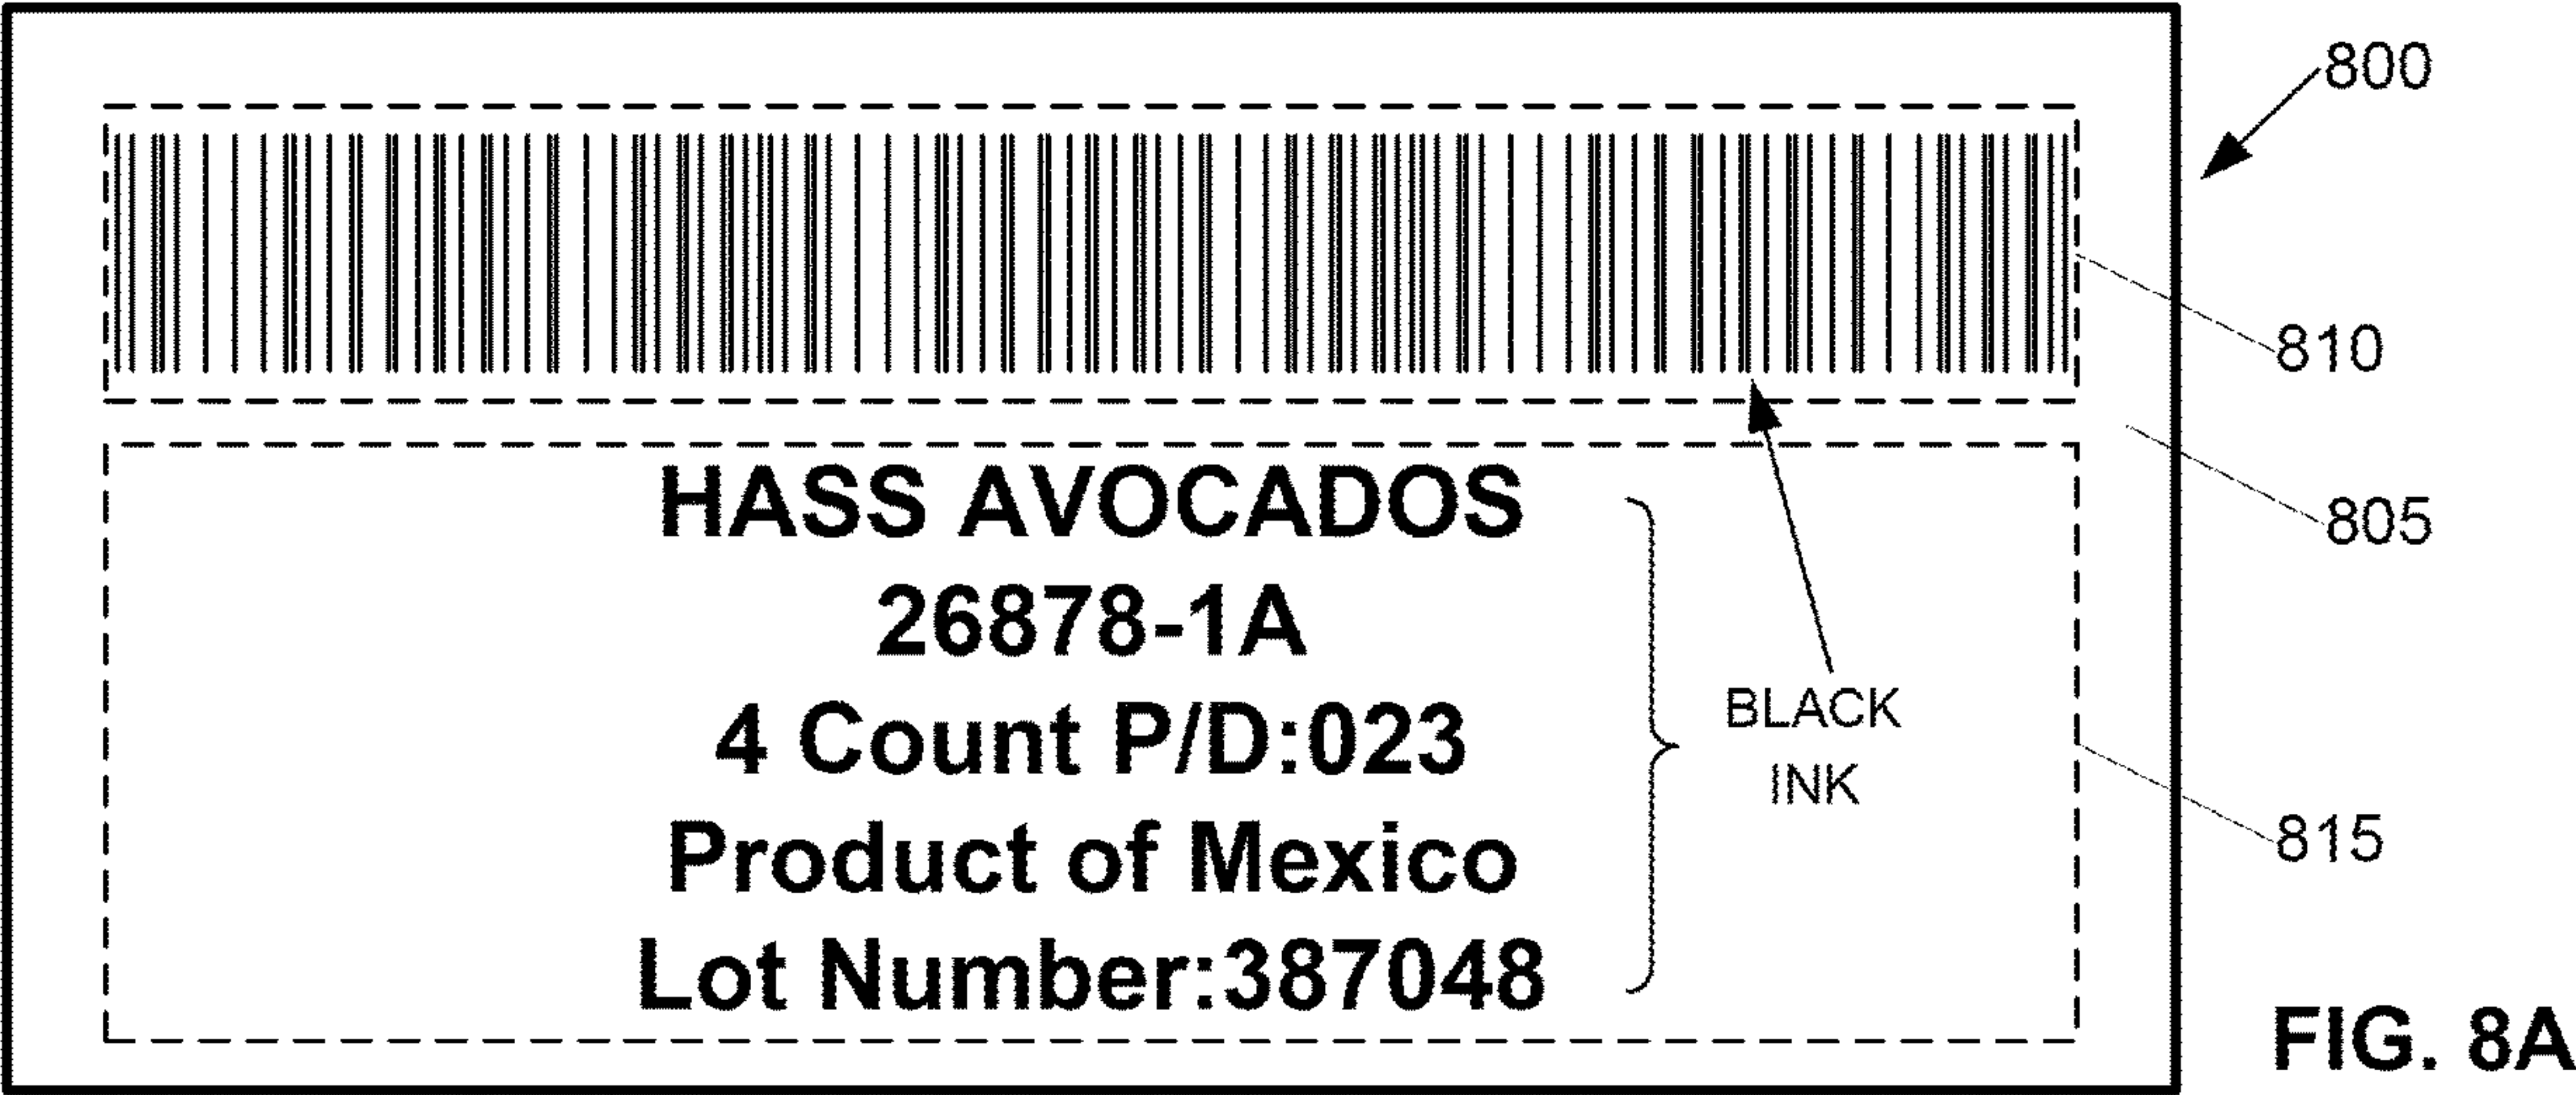 800
810
805
HASS AVOCADOS
26878-1A
4 Count P/D:023
Product of Mexico
Lot Number:387048
BLACK
INK
815
FIG. 8A